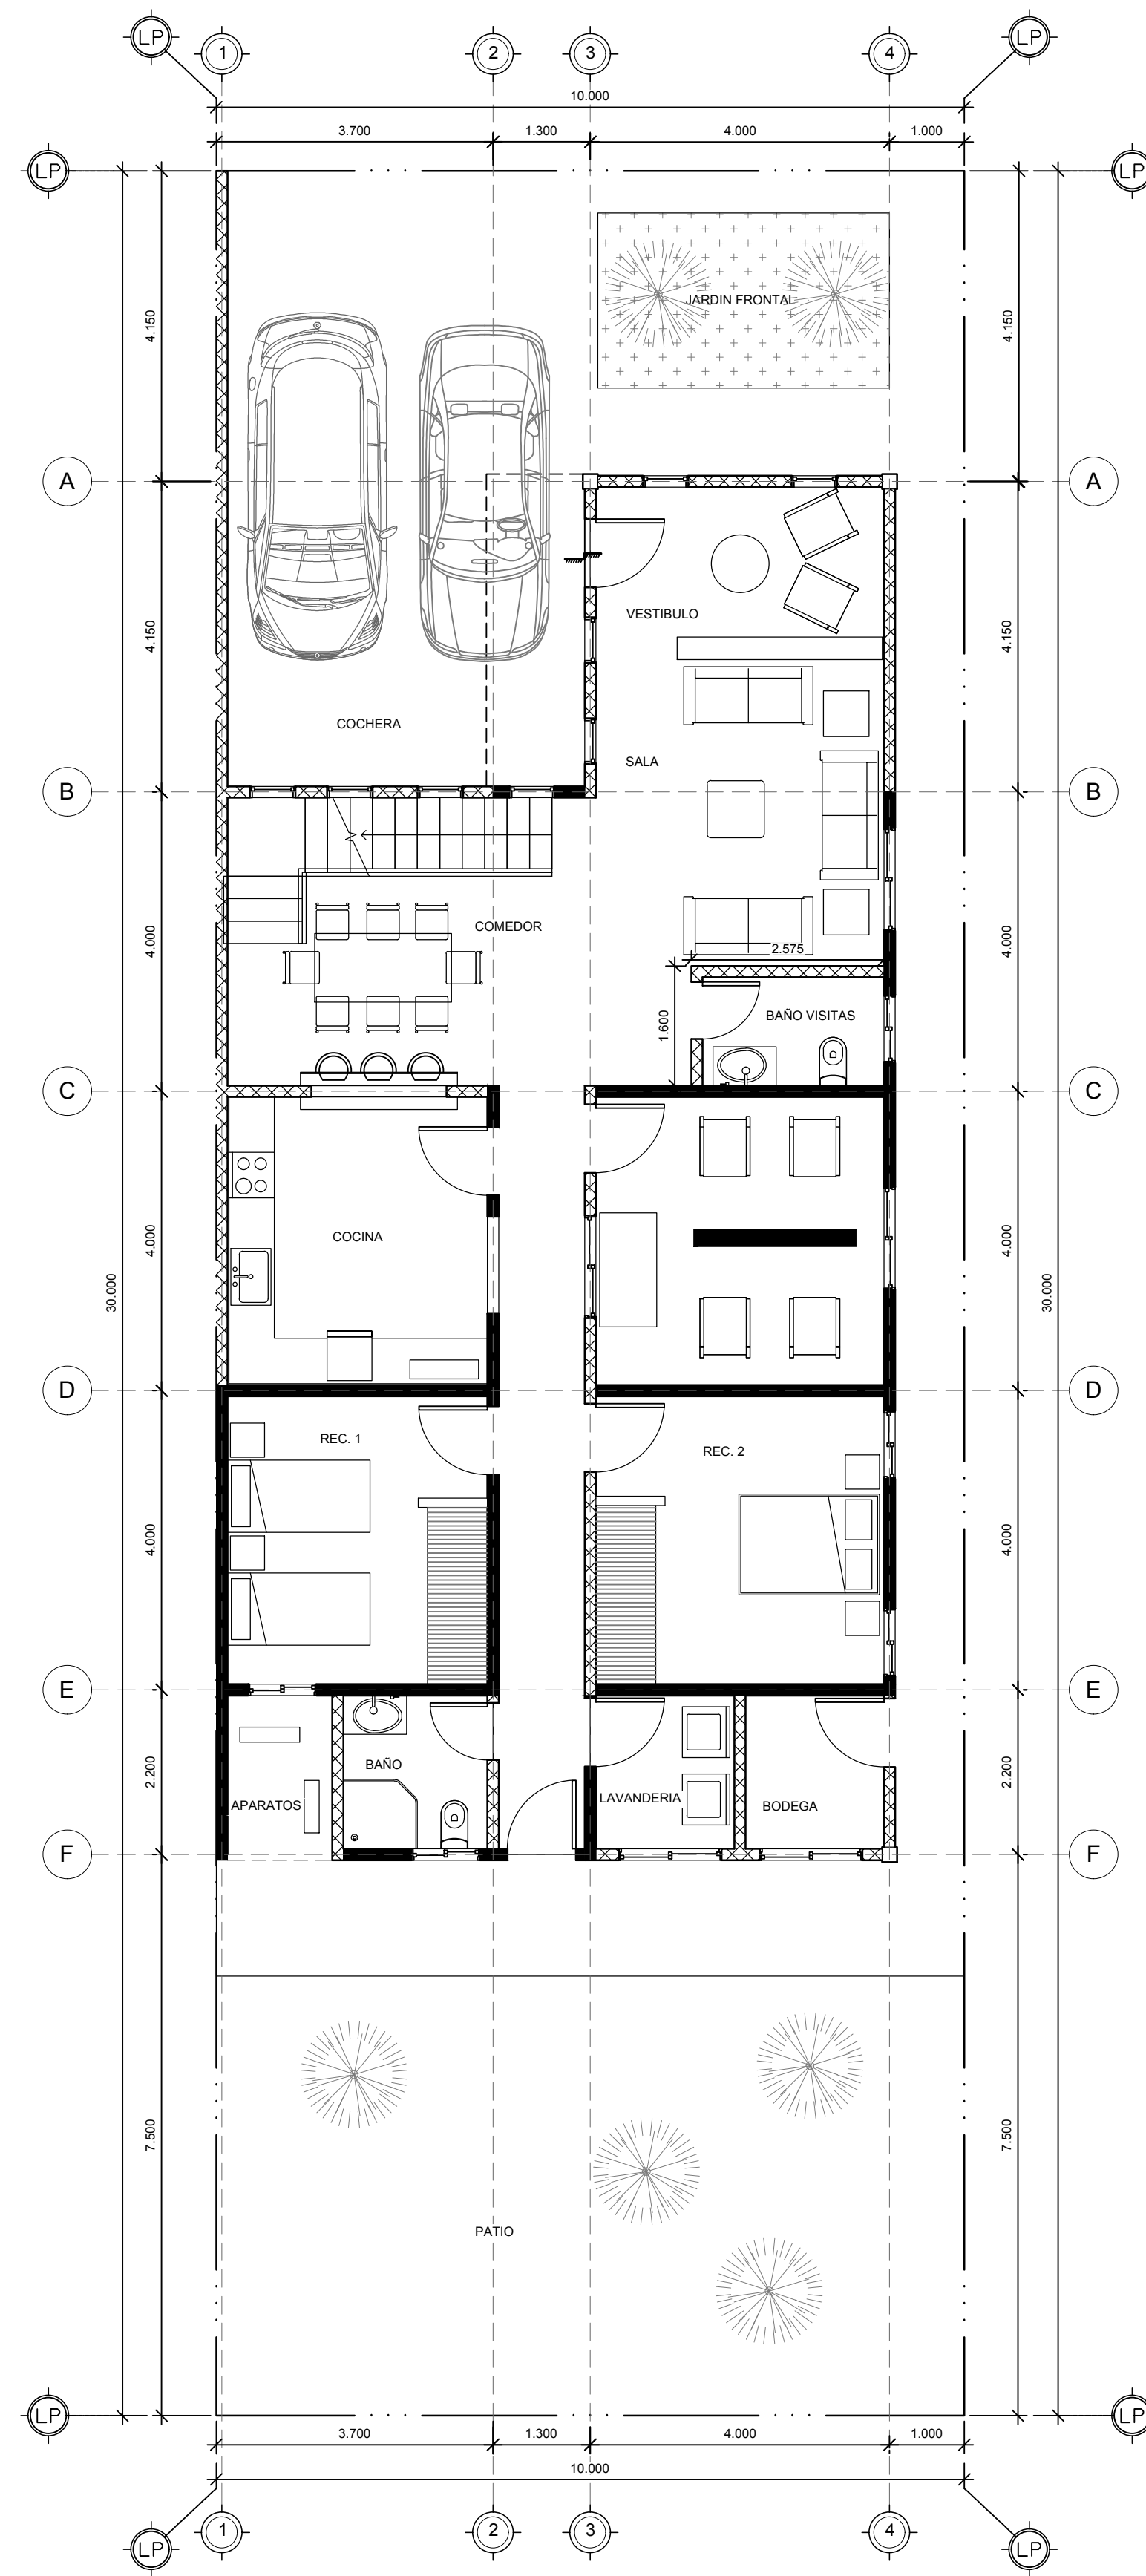 LP
1
2
3
4
LP
10.000
3.700
1.300
4.000
1.000
LP
LP
JARDIN FRONTAL
4.150
4.150
A
A
VESTIBULO
4.150
4.150
COCHERA
SALA
B
B
COMEDOR
4.000
4.000
2.575
BAÑO VISITAS
1.600
C
C
COCINA
4.000
4.000
30.000
30.000
D
D
REC. 1
REC. 2
4.000
4.000
E
E
BAÑO
2.200
2.200
APARATOS
LAVANDERIA
BODEGA
F
F
7.500
7.500
PATIO
LP
LP
3.700
1.300
4.000
1.000
10.000
1
2
3
4
LP
LP